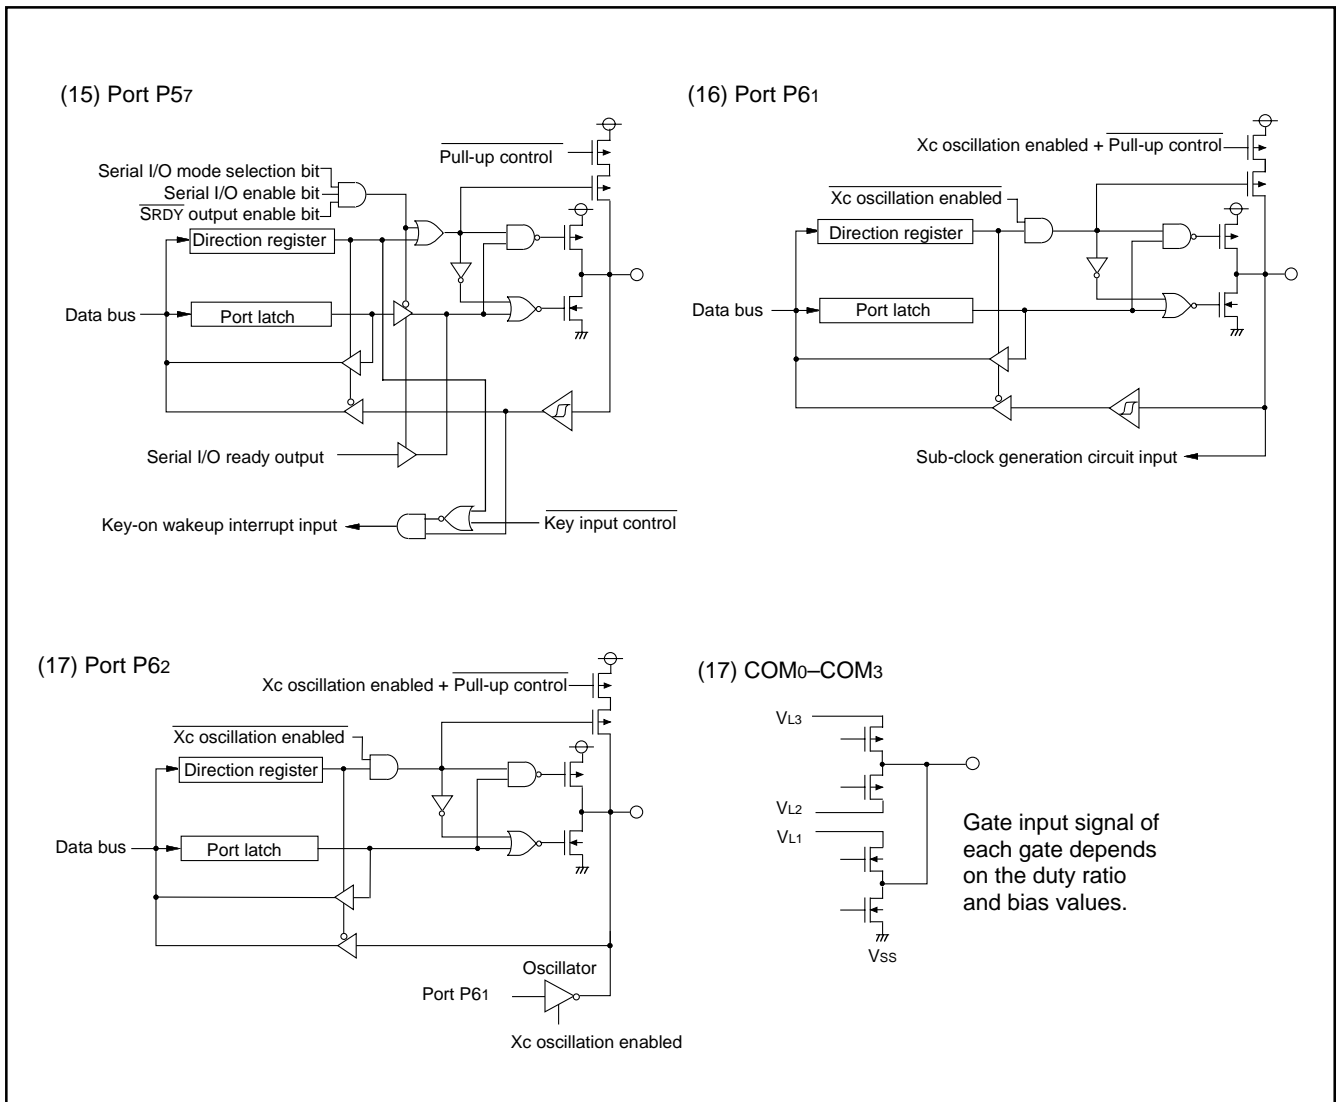 (15) Port P57
Pull-up control
Serial I/O mode selection bit
Serial I/O enable bit
SRDY output enable bit
Direction register
Data bus
Port latch
Serial I/O ready output
Key-on wakeup interrupt input
Key input control
(16) Port P61
Xc oscillation enabled + Pull-up control
Xc oscillation enabled
Direction register
Data bus
Port latch
Sub-clock generation circuit input
(17) Port P62
Xc oscillation enabled + Pull-up control
Xc oscillation enabled
Direction register
Data bus
Port latch
Oscillator
Port P61
Xc oscillation enabled
(17) COM0–COM3
VL3
VL2
VL1
VSS
Gate input signal of
each gate depends
on the duty ratio
and bias values.